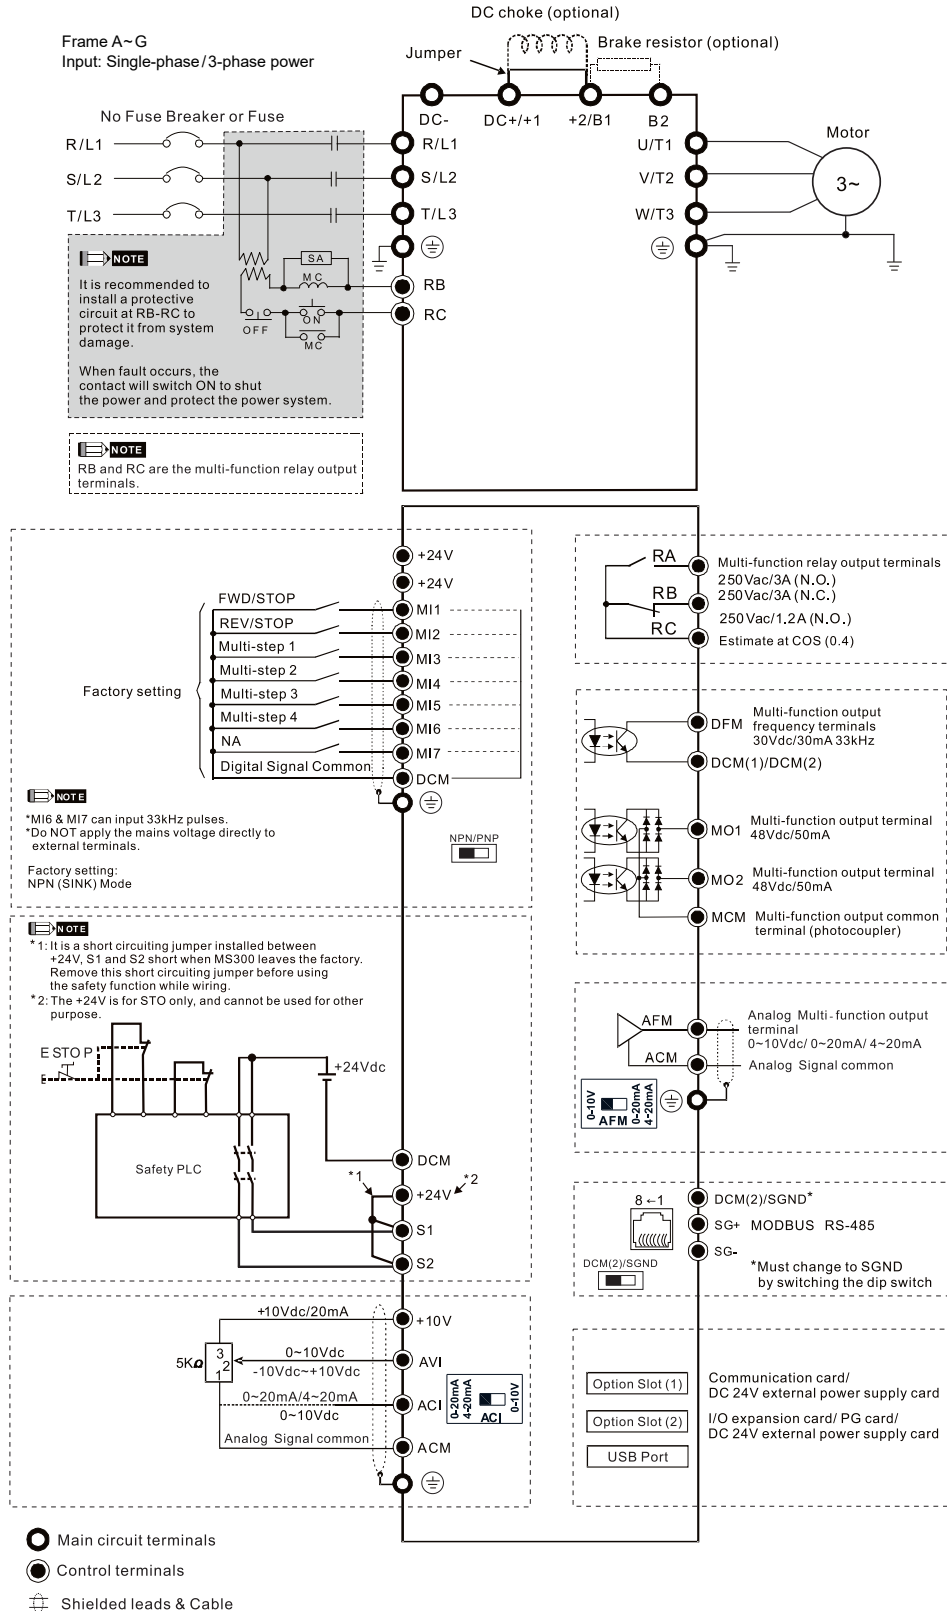 DC choke (optional)
Frame A~G
Input: Single-phase/3-phase power
Jumper
Brake resistor (optional)
No Fuse Breaker or Fuse
DC-
DC+/+1
+2/B1
B2
Motor
R/L1
R/L1
U/T1
S/L2
S/L2
V/T2
3~
T/L3
T/L3
W/T3
NOTE
It is recommended to
install a protective
circuit at RB-RC to
protect it from system
damage.
When fault occurs, the
contact will switch ON to shut
the power and protect the power system.
SA
MC
RB
OFF
ON
MC
RC
NOTE
RB and RC are the multi-function relay output
terminals.
+24V
+24V
FWD/STOP
MI1
REV/STOP
MI2
Multi-step 1
MI3
Multi-step 2
MI4
Factory setting
Multi-step 3
MI5
Multi-step 4
MI6
NA
MI7
Digital Signal Common
DCM
NOTE
*MI6 & MI7 can input 33kHz pulses.
*Do NOT apply the mains voltage directly to
external terminals.
Factory setting:
NPN (SINK) Mode
NPN/PNP
RA
Multi-function relay output terminals
250Vac/3A (N.O.)
RB
250Vac/3A (N.C.)
250Vac/1.2A (N.O.)
RC
Estimate at COS (0.4)
DFM
Multi-function output
frequency terminals
30Vdc/30mA 33kHz
DCM(1)/DCM(2)
MO1
Multi-function output terminal
48Vdc/50mA
MO2
Multi-function output terminal
48Vdc/50mA
MCM
Multi-function output common
terminal (photocoupler)
NOTE
*1: It is a short circuiting jumper installed between
+24V, S1 and S2 short when MS300 leaves the factory.
Remove this short circuiting jumper before using
the safety function while wiring.
*2: The +24V is for STO only, and cannot be used for other
purpose.
ESTOP
+24Vdc
Safety PLC
DCM
*1
*2
+24V
S1
S2
AFM
Analog Multi-function output
terminal
0~10Vdc/0~20mA/4~20mA
ACM
Analog Signal common
0-10V
AFM
0-20mA
4-20mA
8←1
DCM(2)/SGND*
SG+ MODBUS RS-485
SG-
DCM(2)/SGND
*Must change to SGND
by switching the dip switch
+10Vdc/20mA
+10V
5KΩ
3
2
1
0~10Vdc
AVI
-10Vdc~+10Vdc
0~20mA/4~20mA
ACI
0~10Vdc
0-20mA
4-20mA
ACI
0-10V
Analog Signal common
ACM
Option Slot (1)
Communication card/
DC 24V external power supply card
Option Slot (2)
I/O expansion card/ PG card/
DC 24V external power supply card
USB Port
Main circuit terminals
Control terminals
Shielded leads & Cable